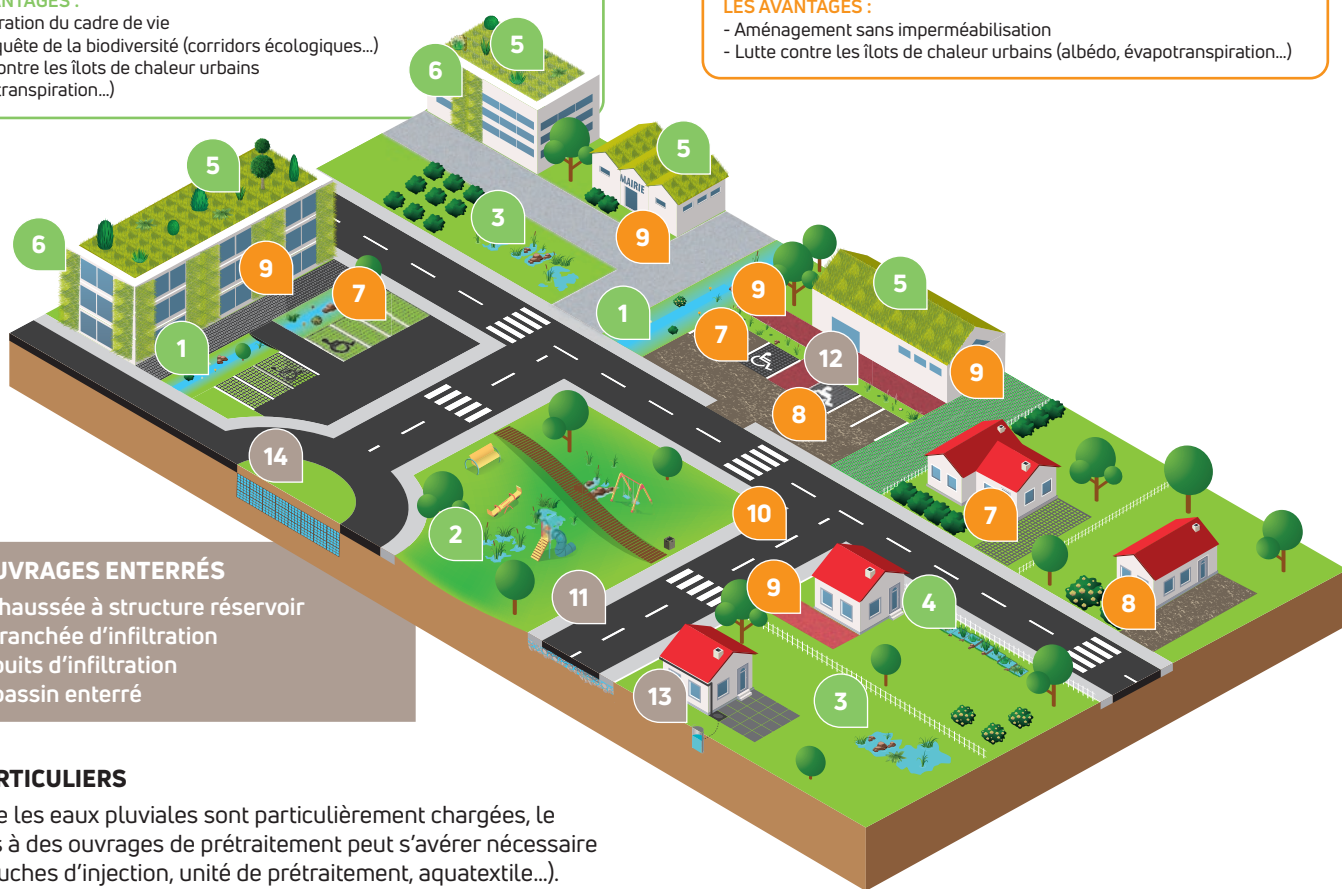 NTAGES :
ration du cadre de vie
quête de la biodiversité (corridors écologiques...)
ontre les îlots de chaleur urbains
transpiration...)
LES AVANTAGES :
- Aménagement sans imperméabilisation
- Lutte contre les îlots de chaleur urbains (albédo, évapotranspiration...)
5
6
5
MAIRIE
5
3
9
6
9
7
1
1
9
5
7
12
9
8
14
2
10
7
11
9
4
8
13
3
UVRAGES ENTERRÉS
haussée à structure réservoir
ranchée d'infiltration
puits d'infiltration
bassin enterré
RTICULIERS
e les eaux pluviales sont particulièrement chargées, le
s à des ouvrages de prétraitement peut s'avérer nécessaire
uches d'injection, unité de prétraitement, aquatextile...).